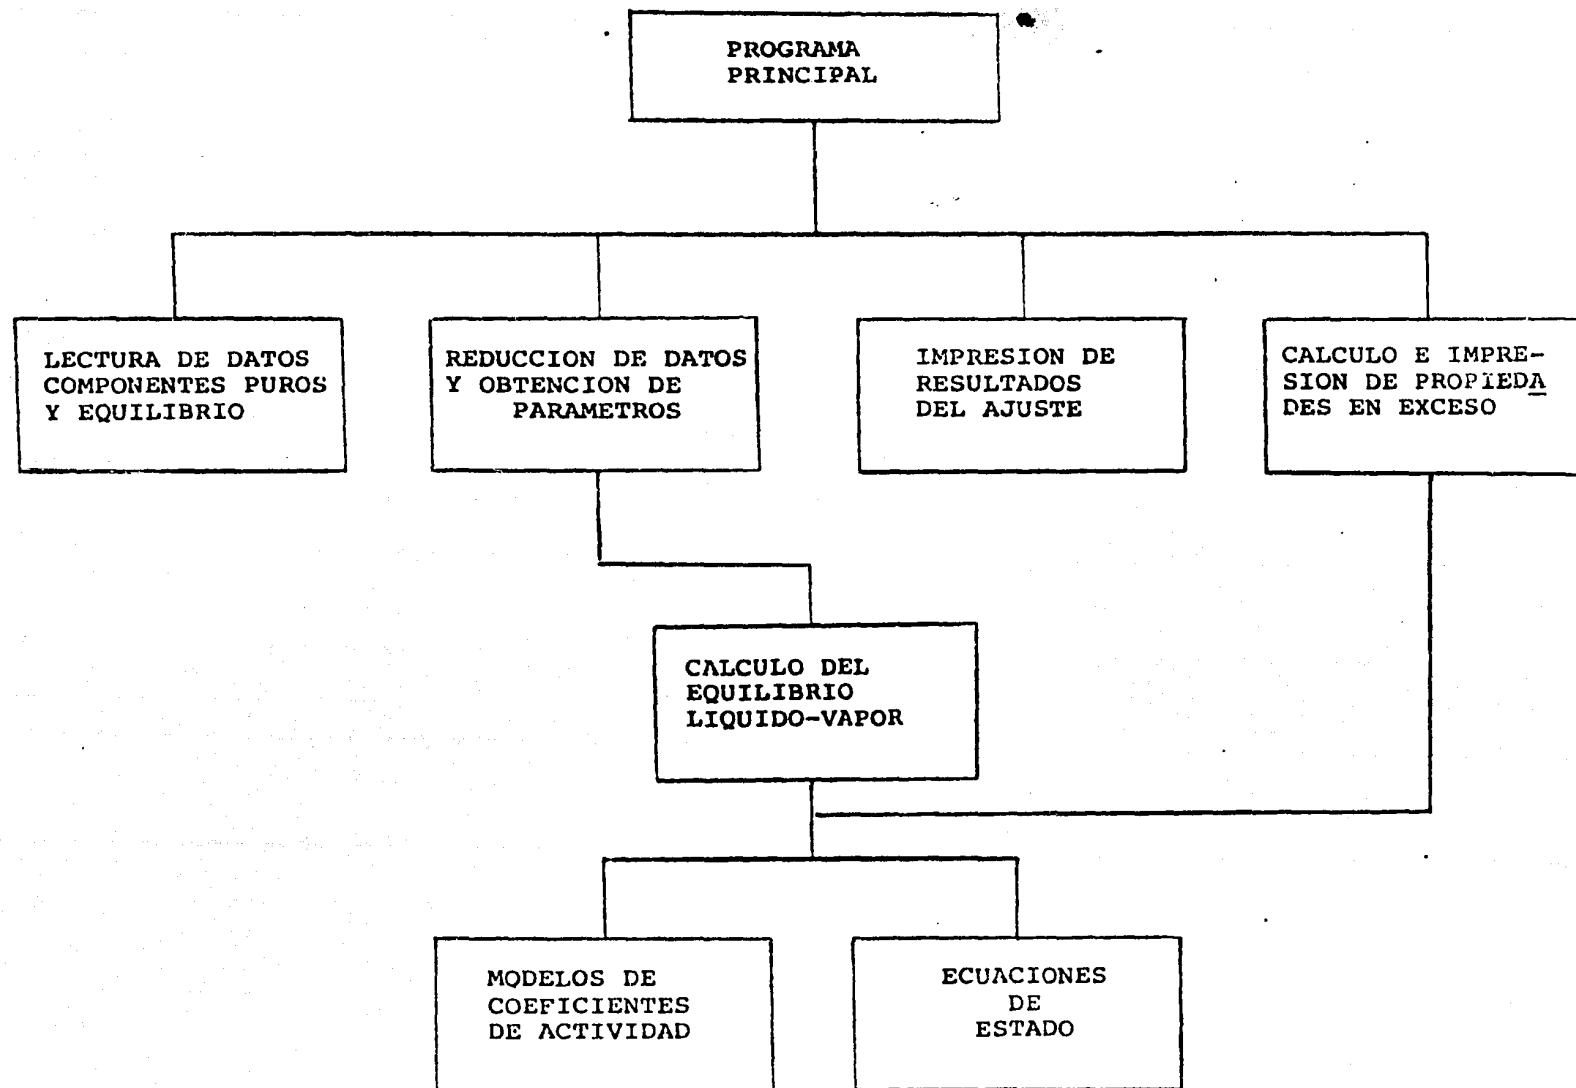 PROGRAMA
PRINCIPAL
LECTURA DE DATOS
COMPONENTES PUROS
Y EQUILIBRIO
REDUCCION DE DATOS
Y OBTENCION DE
PARAMETROS
IMPRESION DE
RESULTADOS
DEL AJUSTE
CALCULO E IMPRE-
SION DE PROPIEDA
DES EN EXCESO
CALCULO DEL
EQUILIBRIO
LIQUIDO-VAPOR
MODELOS DE
COEFICIENTES
DE ACTIVIDAD
ECUACIONES
DE
ESTADO